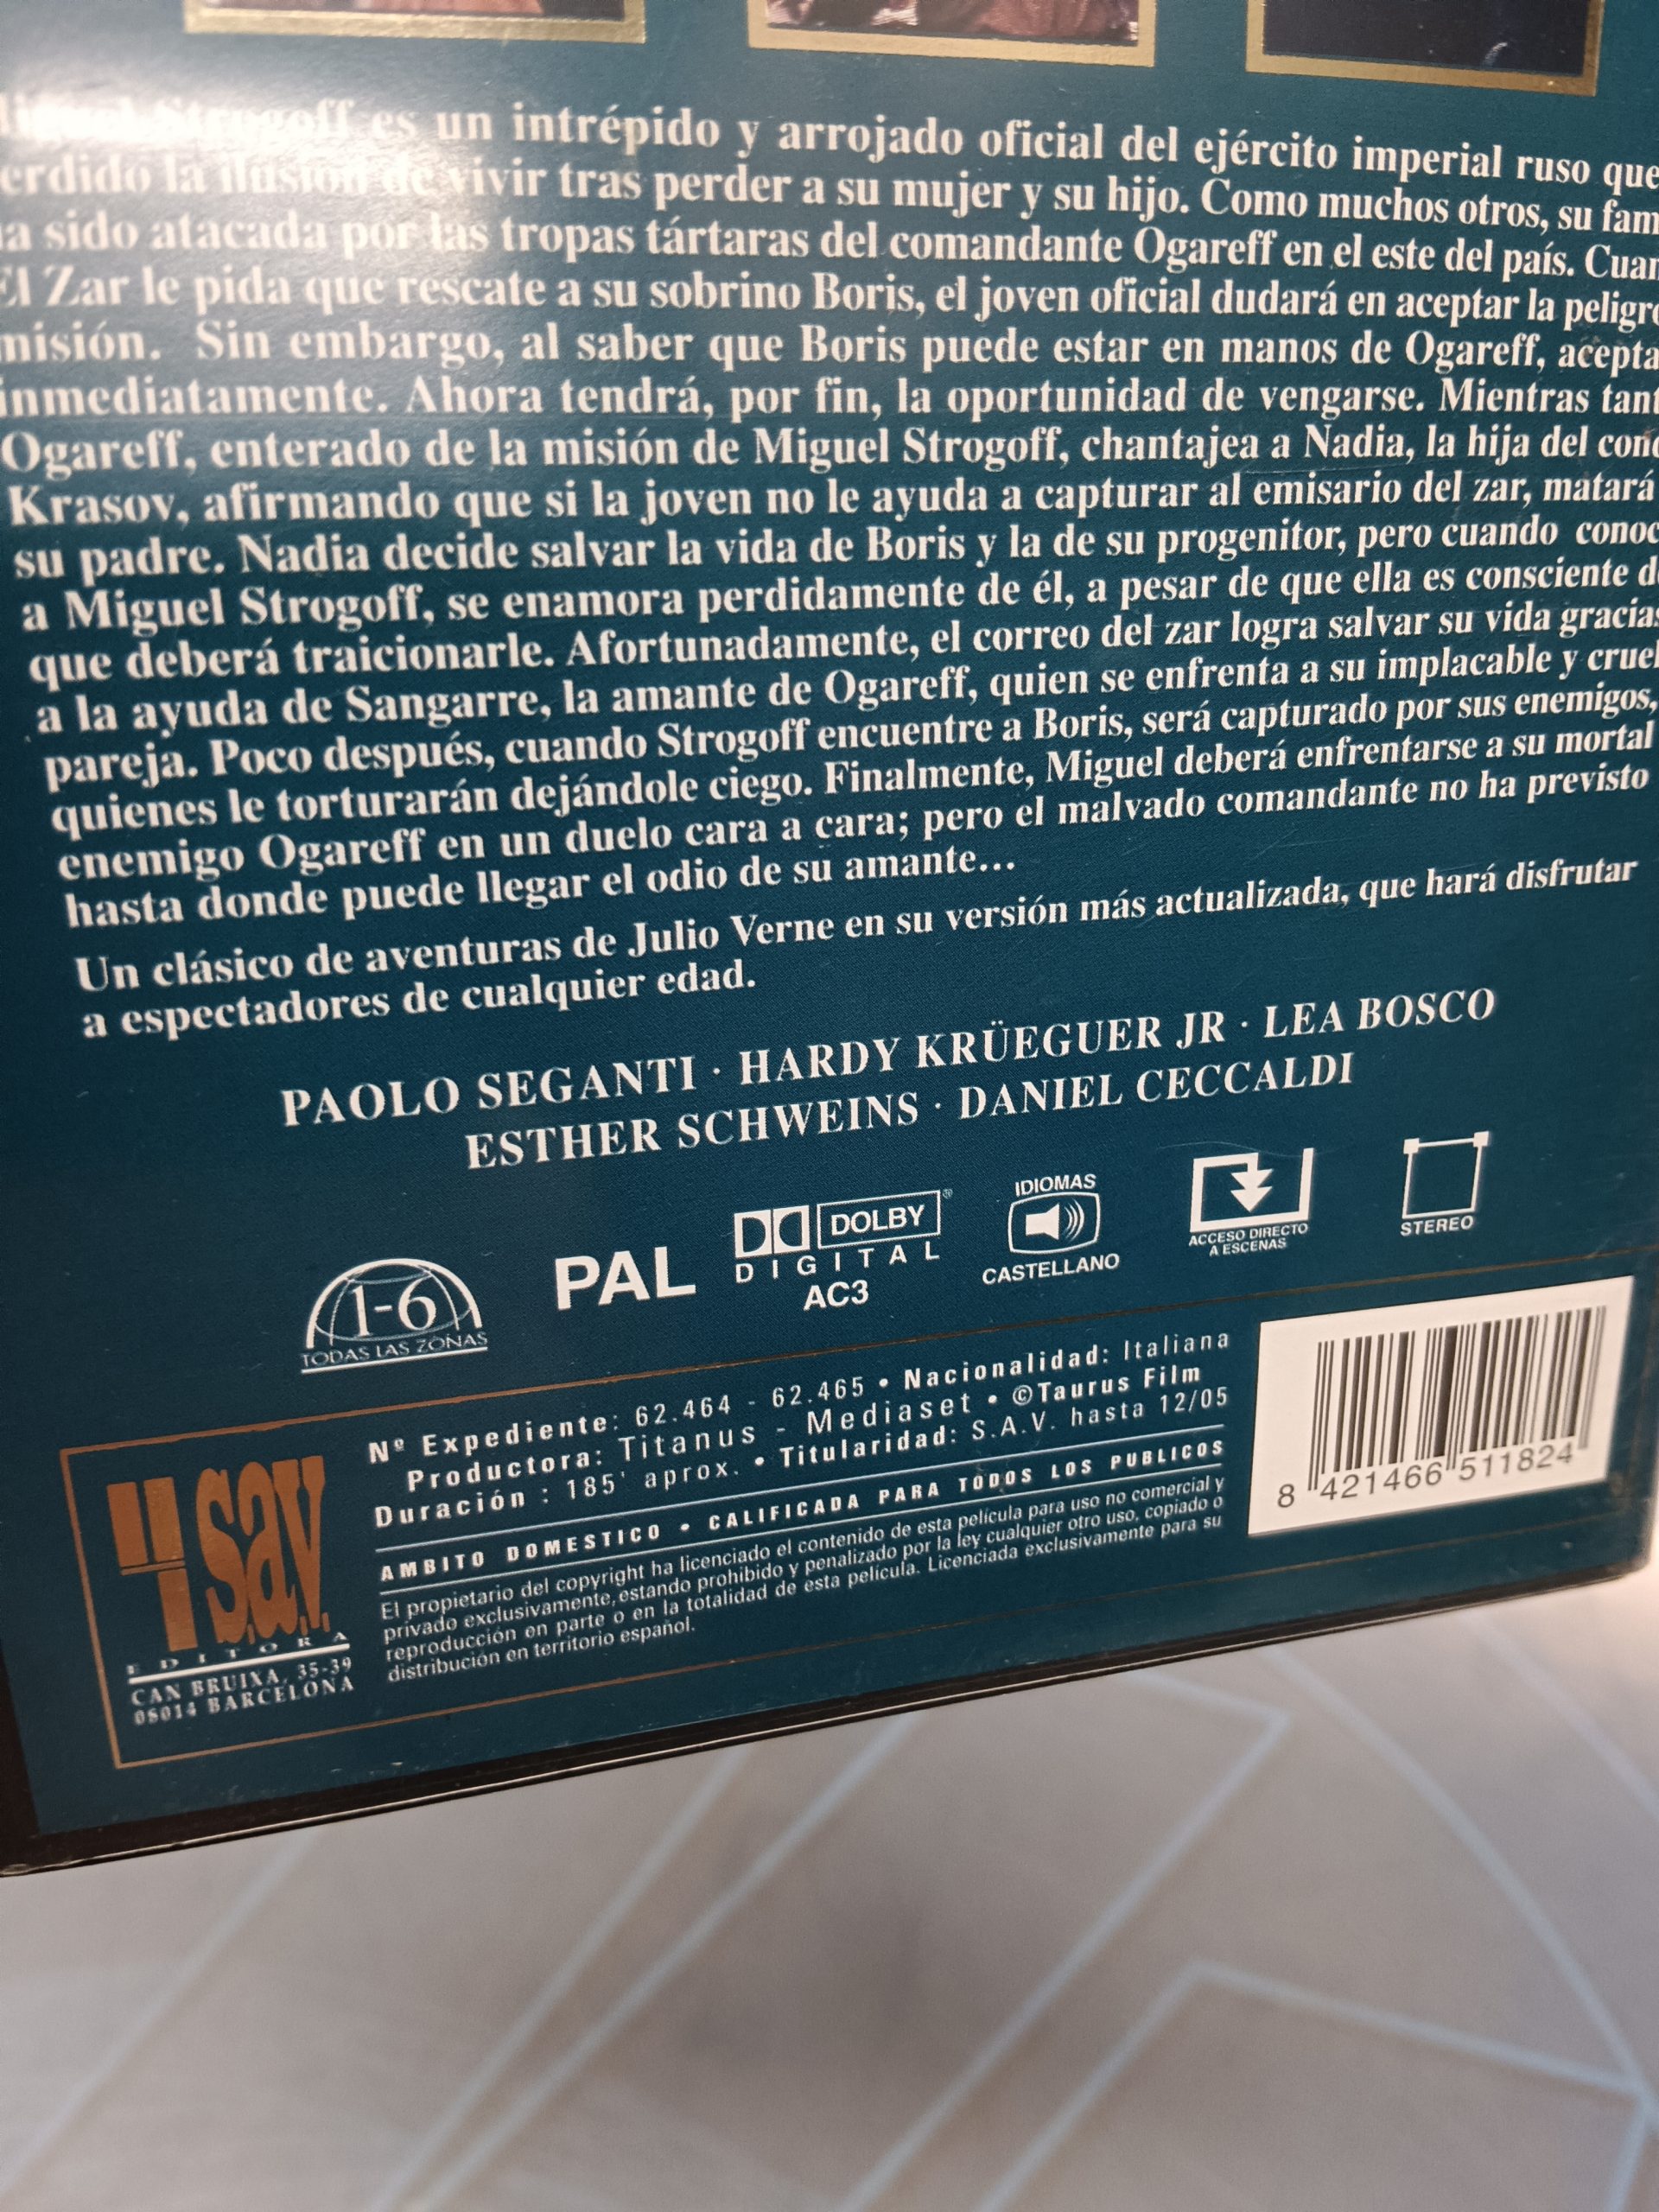 Strogoff es un intrépido y arrojado oficial del ejército imperial ruso que
erdido la ilusión de vivir tras perder a su mujer y su hijo. Como muchos otros, su fam
a sido atacada por las tropas tártaras del comandante Ogareff en el este del país. Cuan
El Zar le pida que rescate a su sobrino Boris, el joven oficial dudará en aceptar la peligro
misión. Sin embargo, al saber que Boris puede estar en manos de Ogareff, acepta
inmediatamente. Ahora tendrá, por fin, la oportunidad de vengarse. Mientras tant
Ogareff, enterado de la misión de Miguel Strogoff, chantajea a Nadia, la hija del cond
Krasov, afirmando que si la joven no le ayuda a capturar al emisario del zar, matará
su padre. Nadia decide salvar la vida de Boris y la de su progenitor, pero cuando conoc
a Miguel Strogoff, se enamora perdidamente de él, a pesar de que ella es consciente d
que deberá traicionarle. Afortunadamente, el correo del zar logra salvar su vida gracias
a la ayuda de Sangarre, la amante de Ogareff, quien se enfrenta a su implacable y cruel
pareja. Poco después, cuando Strogoff encuentre a Boris, será capturado por sus enemigos,
quienes le torturarán dejándole ciego. Finalmente, Miguel deberá enfrentarse a su mortal
enemigo Ogareff en un duelo cara a cara; pero el malvado comandante no ha previsto
hasta donde puede llegar el odio de su amante...
Un clásico de aventuras de Julio Verne en su versión más actualizada, que hará disfrutar
a espectadores de cualquier edad.
PAOLO SEGANTI · HARDY KRÜEGUER JR · LEA BOSCO
ESTHER SCHWEINS · DANIEL CECCALDI
1-6
TODAS LAS ZONAS
PAL
DOLBY®
DIGITAL
AC3
IDIOMAS
CASTELLANO
ACCESO DIRECTO
A ESCENAS
STEREO
Nº Expediente: 62.464 - 62.465 • Nacionalidad: Italiana
Productora: Titanus - Mediaset • ©Taurus Film
Duración : 185' aprox. • Titularidad: S.A.V. hasta 12/05
AMBITO DOMESTICO • CALIFICADA PARA TODOS LOS PUBLICOS
El propietario del copyright ha licenciado el contenido de esta película para uso no comercial y
privado exclusivamente, estando prohibido y penalizado por la ley cualquier otro uso, copiado o
reproducción en parte o en la totalidad de esta película. Licenciada exclusivamente para su
distribución en territorio español.
s.a.v.
EDITORA
CAN BRUIXA, 35-39
08014 BARCELONA
8 421466 511824